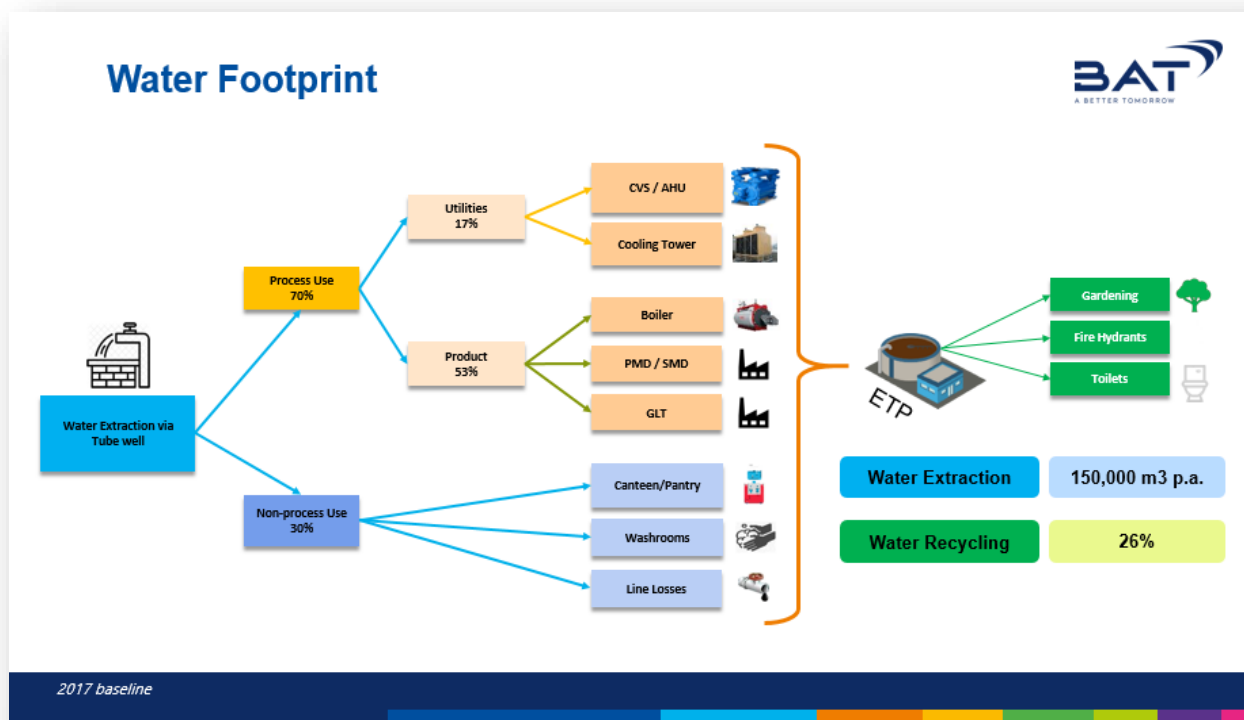 Water Footprint
BAT
A BETTER TOMORROW
CVS / AHU
Utilities
17%
Cooling Tower
Process Use
70%
Boiler
Product
53%
PMD / SMD
GLT
Water Extraction via
Tube well
Non-process Use
30%
Canteen/Pantry
Washrooms
Line Losses
ETP
Gardening
Fire Hydrants
Toilets
Water Extraction
150,000 m3 p.a.
Water Recycling
26%
2017 baseline